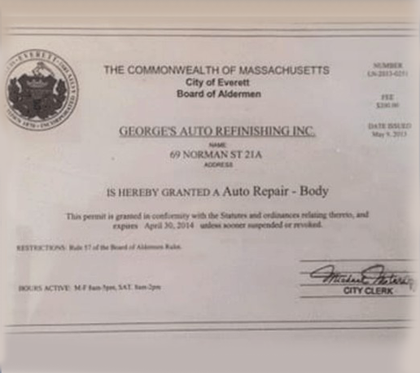 THE COMMONWEALTH OF MASSACHUSETTS
City of Everett
Board of Aldermen
NUMBER
LN-2013-0251
FEE
$200.00
DATE ISSUED
May 9, 2013
GEORGE'S AUTO REFINISHING INC.
NAME
69 NORMAN ST 21A
ADDRESS
IS HEREBY GRANTED A Auto Repair - Body
This permit is granted in conformity with the Statutes and ordinances relating thereto, and
expires April 30, 2014 unless sooner suspended or revoked.
RESTRICTIONS: Rule 57 of the Board of Aldermen Rules.
HOURS ACTIVE: M-F 8am-5pm, SAT. 8am-2pm
Michael
CITY CLERK